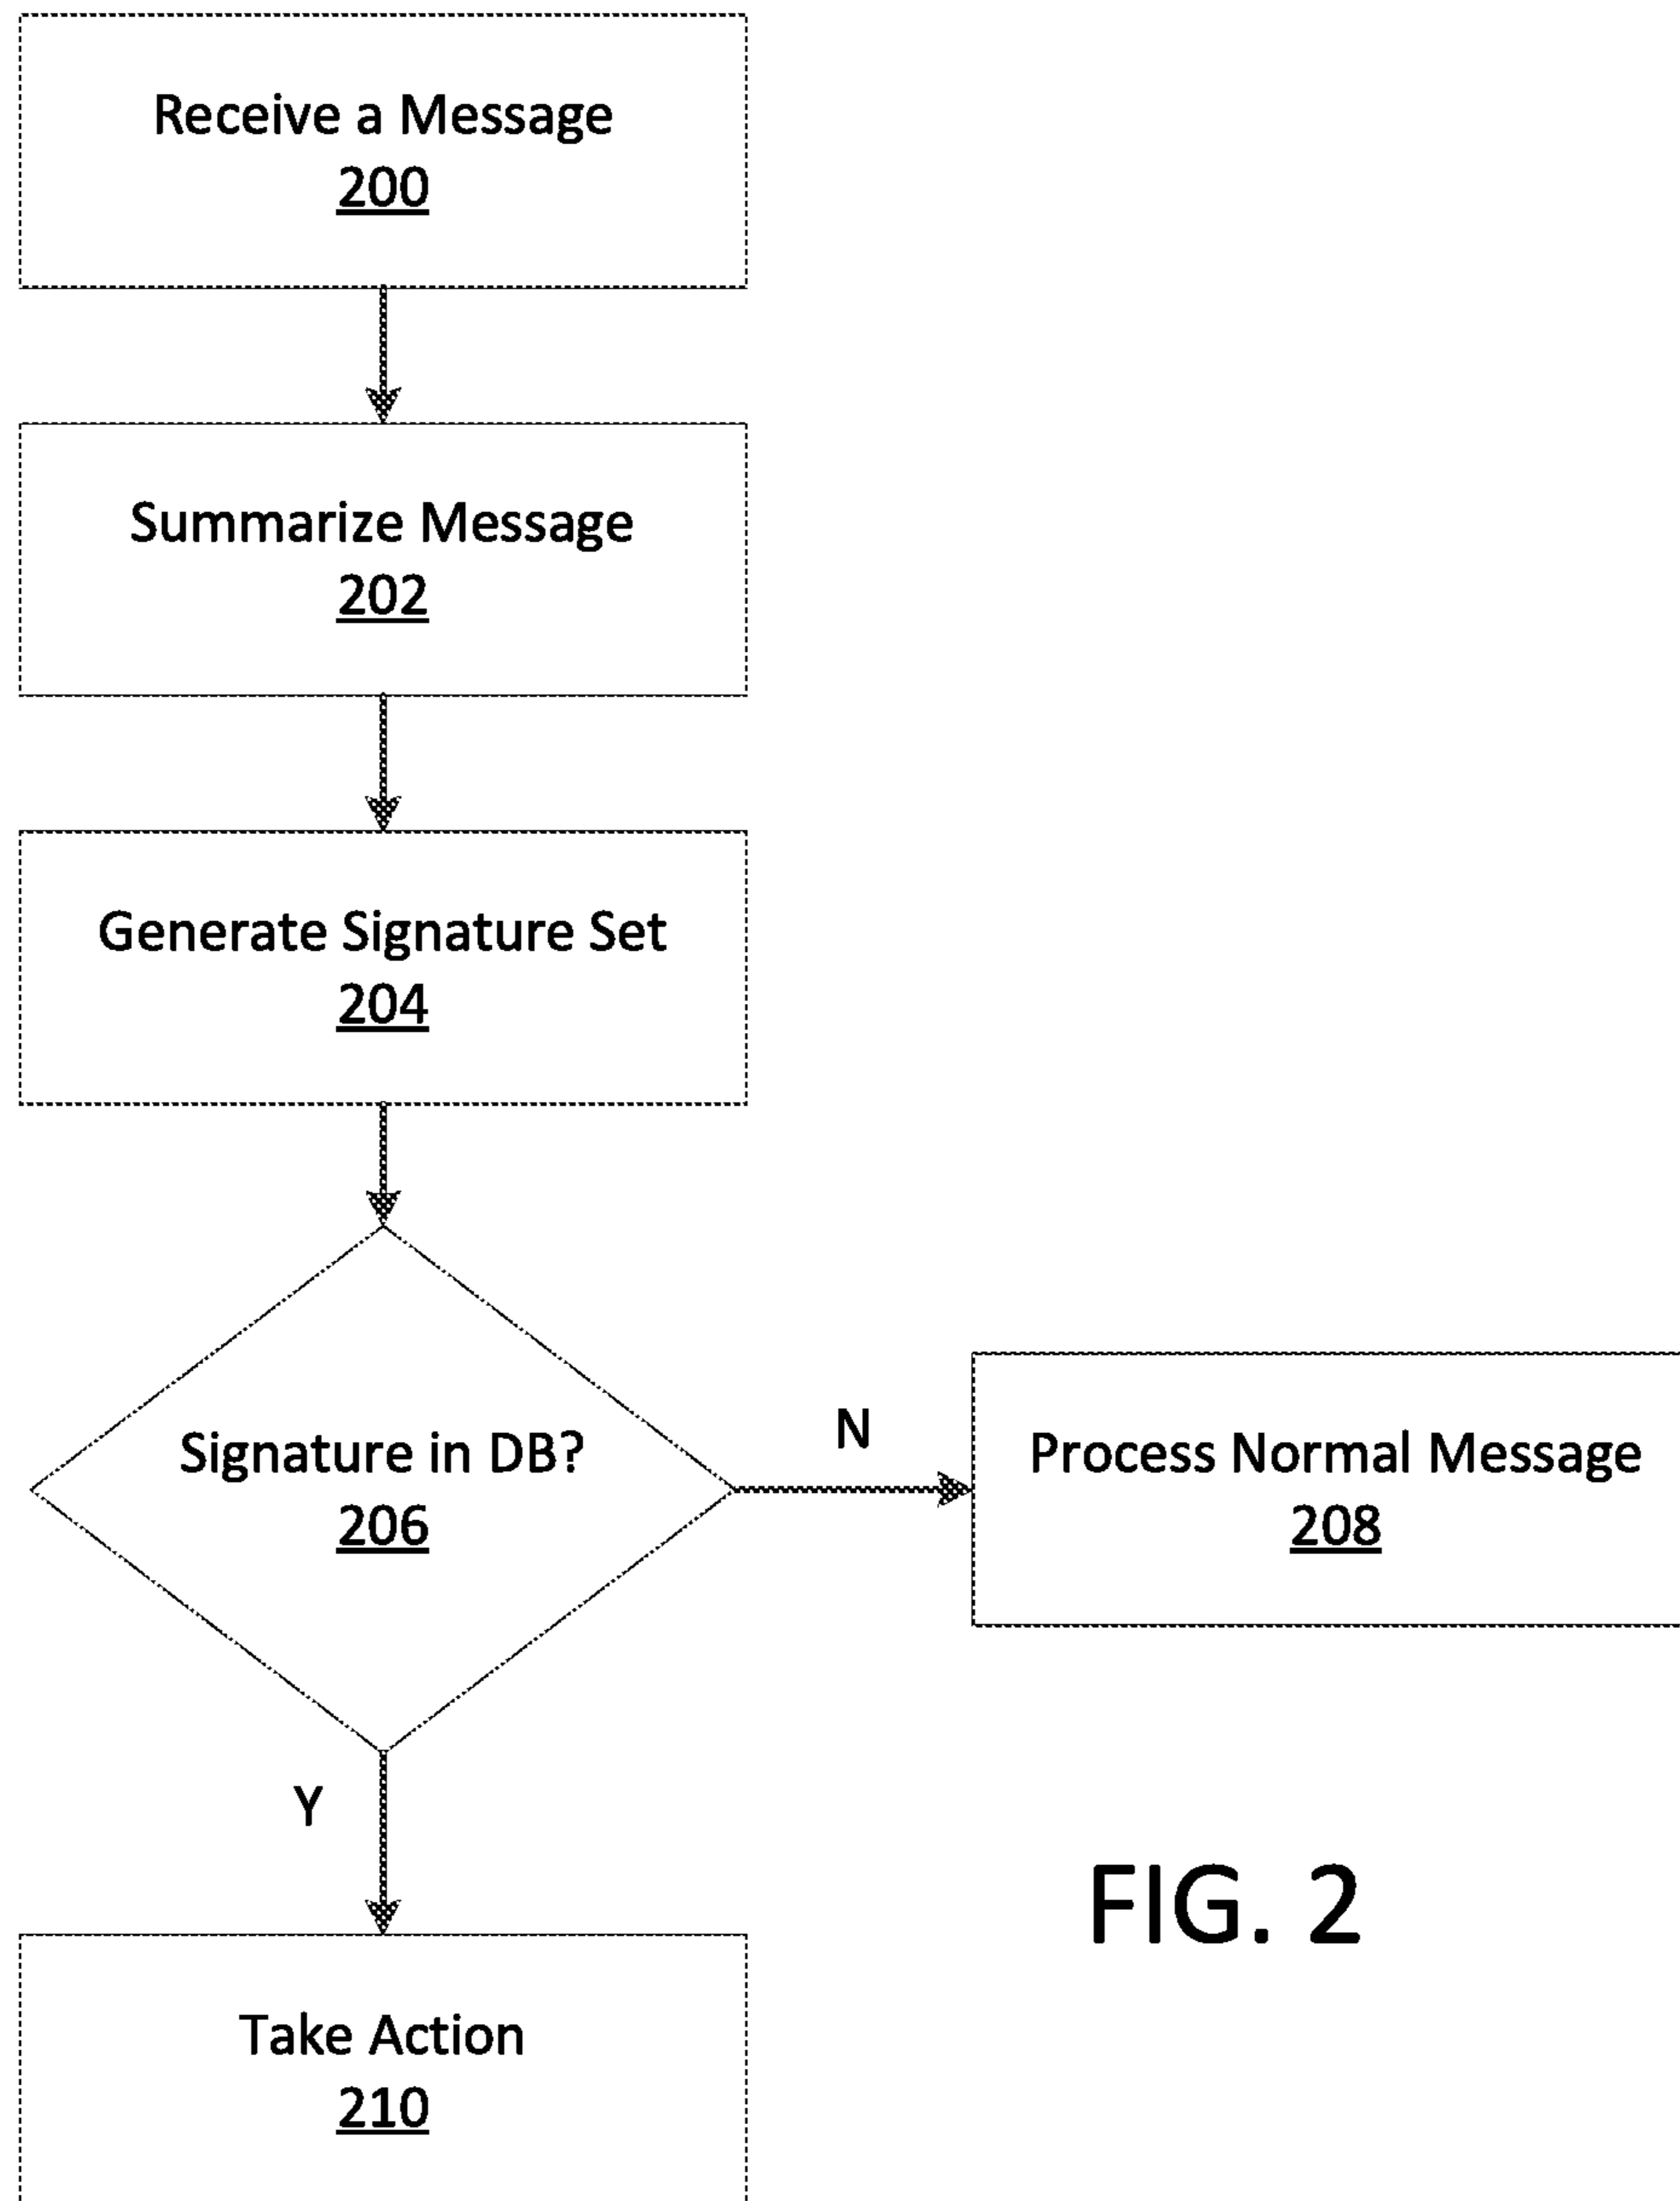 Receive a Message
200
Summarize Message
202
Generate Signature Set
204
Signature in DB?
206
N
Process Normal Message
208
Y
Take Action
210
FIG. 2